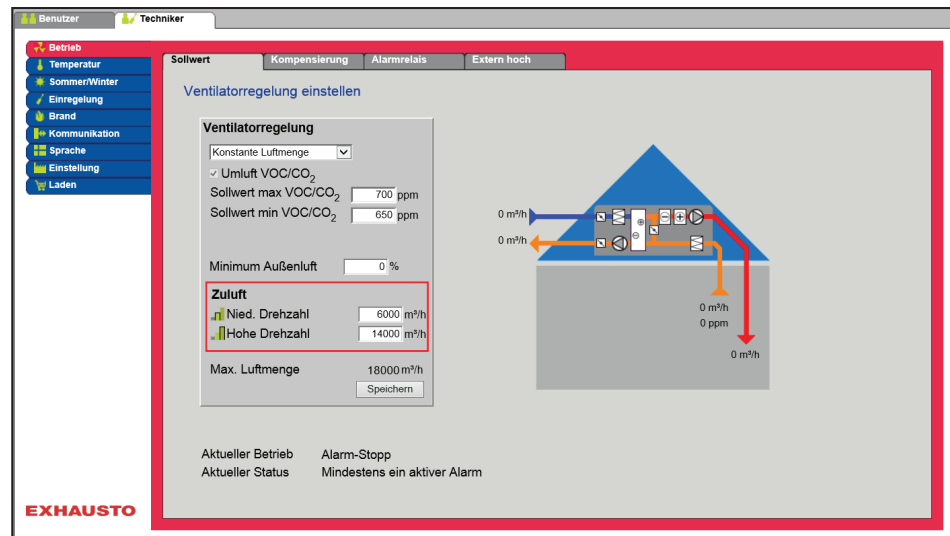 Benutzer Techniker
Betrieb
Temperatur
Sommer/Winter
Einregelung
Brand
Kommunikation
Sprache
Einstellung
Laden
Sollwert Kompensierung Alarmrelais Extern hoch
Ventilatorregelung einstellen
Ventilatorregelung
Konstante Luftmenge
Umluft VOC/CO2
Sollwert max VOC/CO2 700 ppm
Sollwert min VOC/CO2 650 ppm
Minimum Außenluft 0 %
Zuluft
Nied. Drehzahl 6000 m³/h
Hohe Drehzahl 14000 m³/h
Max. Luftmenge 18000 m³/h
Speichern
0 m³/h
0 m³/h
0 m³/h
0 ppm
0 m³/h
Aktueller Betrieb Alarm-Stopp
Aktueller Status Mindestens ein aktiver Alarm
EXHAUSTO